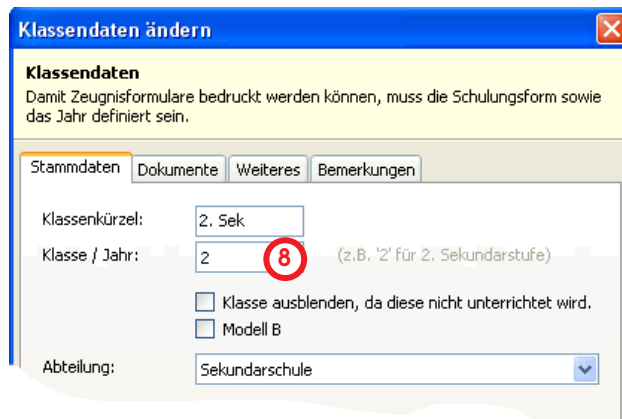 Klassendaten ändern
Klassendaten
Damit Zeugnisformulare bedruckt werden können, muss die Schulungsform sowie
das Jahr definiert sein.
Stammdaten Dokumente Weiteres Bemerkungen
Klassenkürzel: 2. Sek
Klasse / Jahr: 2 8 (z.B. '2' für 2. Sekundarstufe)
Klasse ausblenden, da diese nicht unterrichtet wird.
Modell B
Abteilung: Sekundarschule